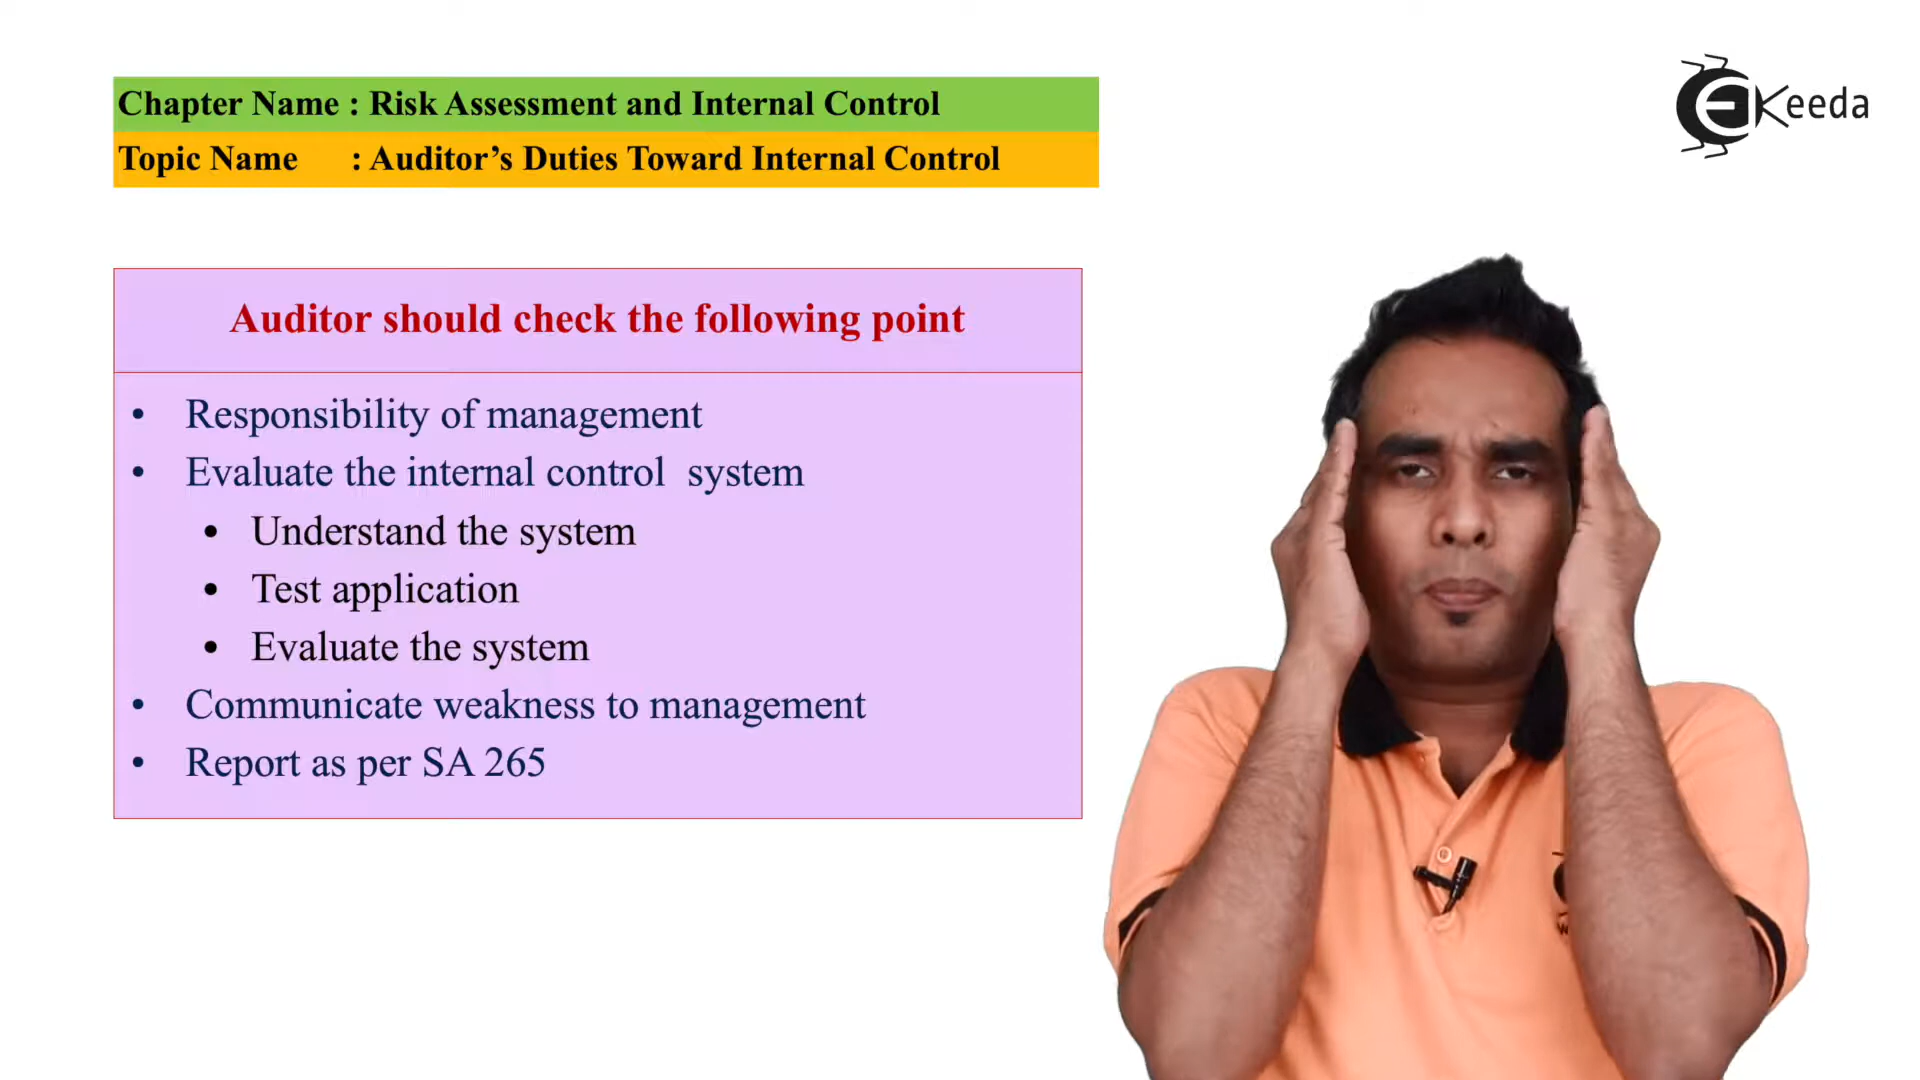 Chapter Name : Risk Assessment and Internal Control
Topic Name : Auditor’s Duties Toward Internal Control
EKeeda
Auditor should check the following point
• Responsibility of management
• Evaluate the internal control system
• Understand the system
• Test application
• Evaluate the system
• Communicate weakness to management
• Report as per SA 265